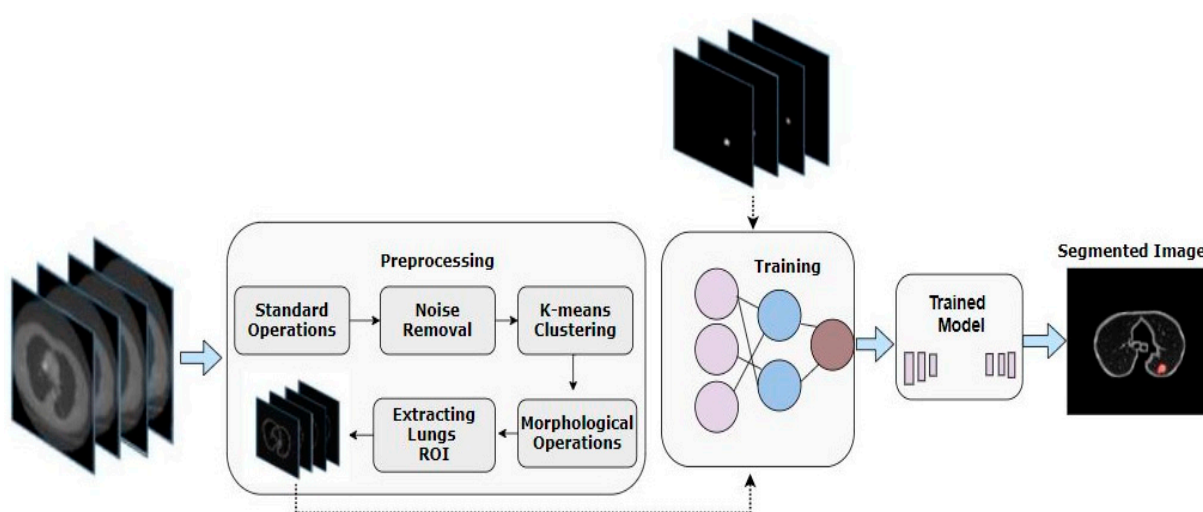 Preprocessing
Standard
Operations
Noise
Removal
K-means
Clustering
Extracting
Lungs
ROI
Morphological
Operations
Training
Trained
Model
Segmented Image